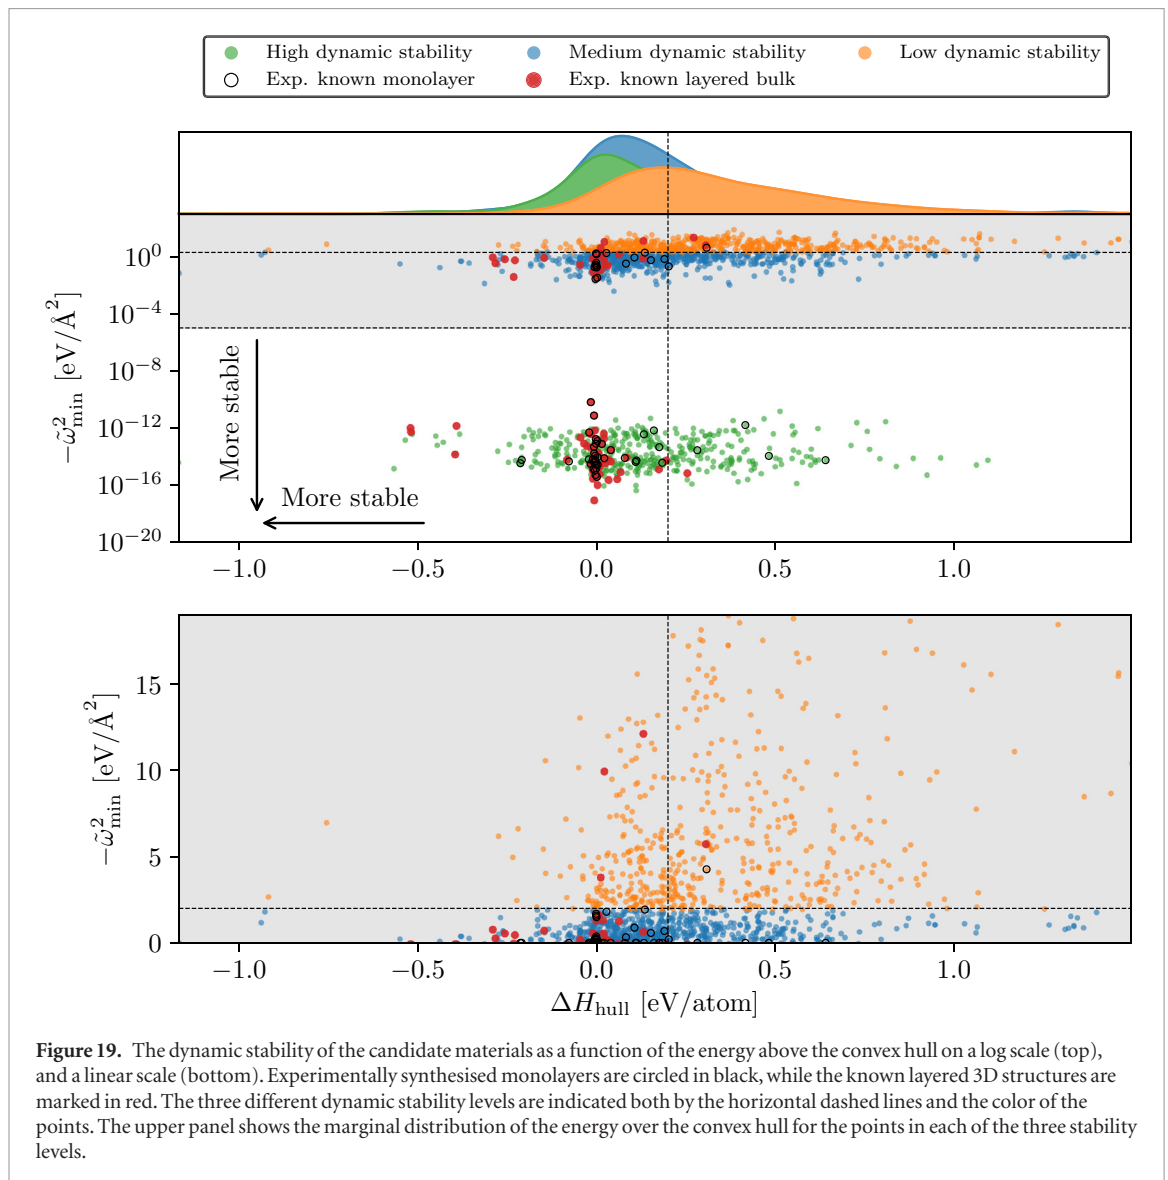 High dynamic stability
Medium dynamic stability
Low dynamic stability
Exp. known monolayer
Exp. known layered bulk
10⁰
10⁻⁴
10⁻⁸
10⁻¹²
10⁻¹⁶
10⁻²⁰
−ω̃²min [eV/Å²]
More stable
More stable
−1.0 −0.5 0.0 0.5 1.0
15
10
5
0
−ω̃²min [eV/Å²]
−1.0 −0.5 0.0 0.5 1.0
ΔHhull [eV/atom]
Figure 19. The dynamic stability of the candidate materials as a function of the energy above the convex hull on a log scale (top),
and a linear scale (bottom). Experimentally synthesised monolayers are circled in black, while the known layered 3D structures are
marked in red. The three different dynamic stability levels are indicated both by the horizontal dashed lines and the color of the
points. The upper panel shows the marginal distribution of the energy over the convex hull for the points in each of the three stability
levels.